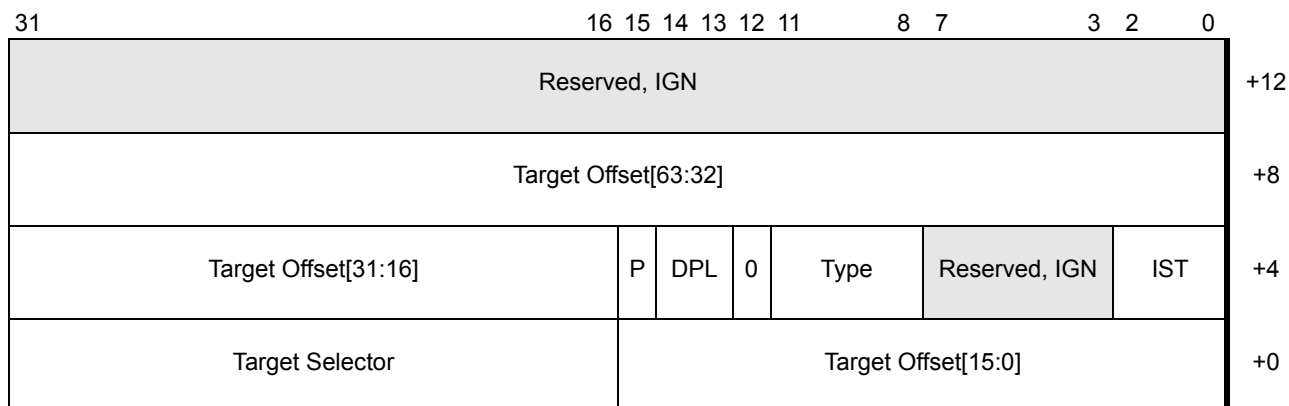 31 16 15 14 13 12 11 8 7 3 2 0
Reserved, IGN +12
Target Offset[63:32] +8
Target Offset[31:16] P DPL 0 Type Reserved, IGN IST +4
Target Selector Target Offset[15:0] +0